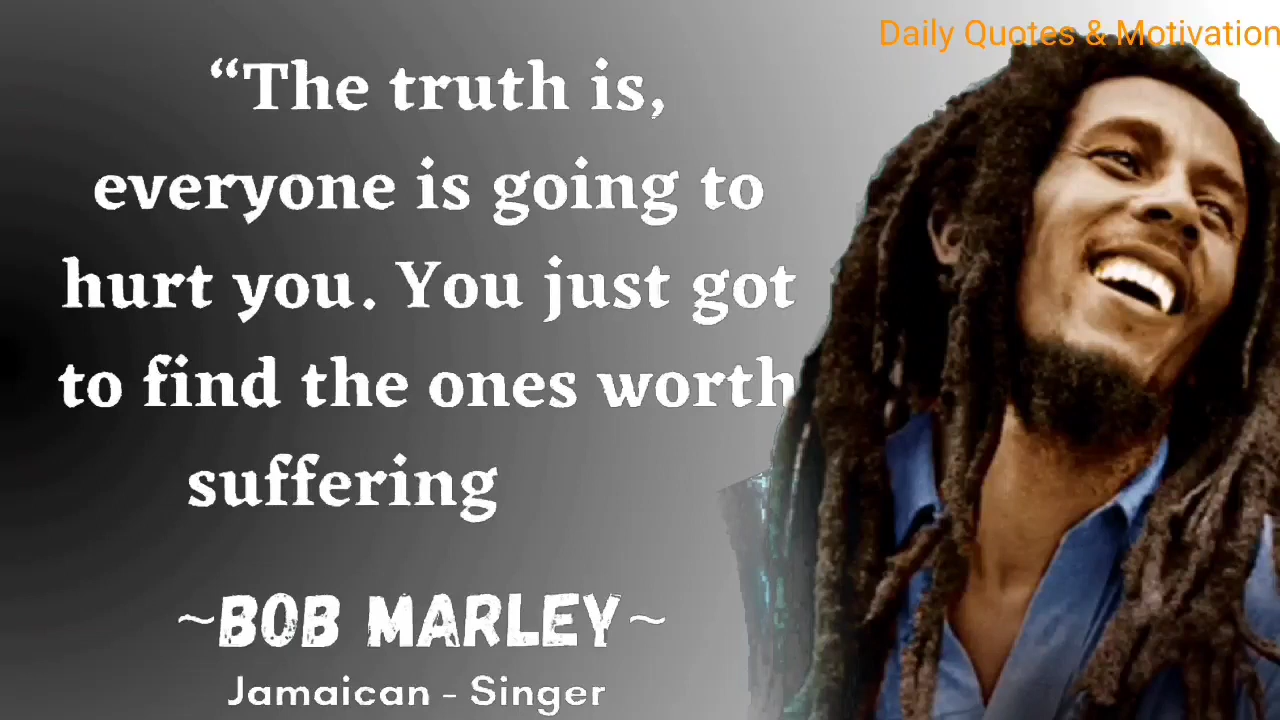 Daily Quotes & Motivation
“The truth is,
everyone is going to
hurt you. You just got
to find the ones worth
suffering
~BOB MARLEY~
Jamaican - Singer